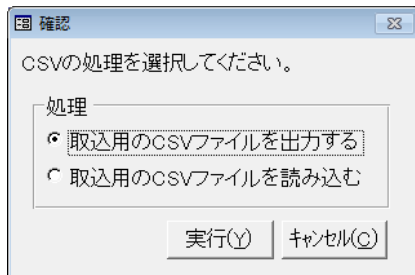 確認
CSVの処理を選択してください。
処理
取込用のCSVファイルを出力する
取込用のCSVファイルを読み込む
実行(Y) キャンセル(C)